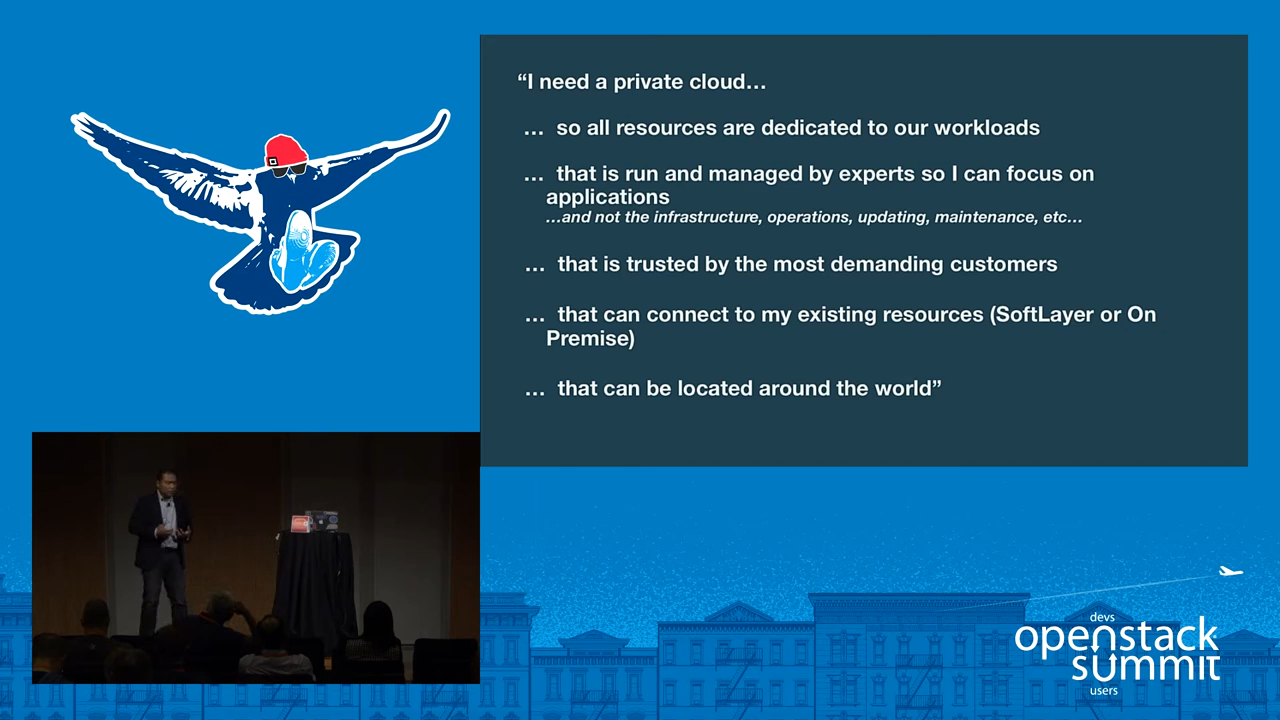 “I need a private cloud…
… so all resources are dedicated to our workloads
… that is run and managed by experts so I can focus on
applications
…and not the infrastructure, operations, updating, maintenance, etc…
… that is trusted by the most demanding customers
… that can connect to my existing resources (SoftLayer or On
Premise)
… that can be located around the world”
devs
openstack
summit
users